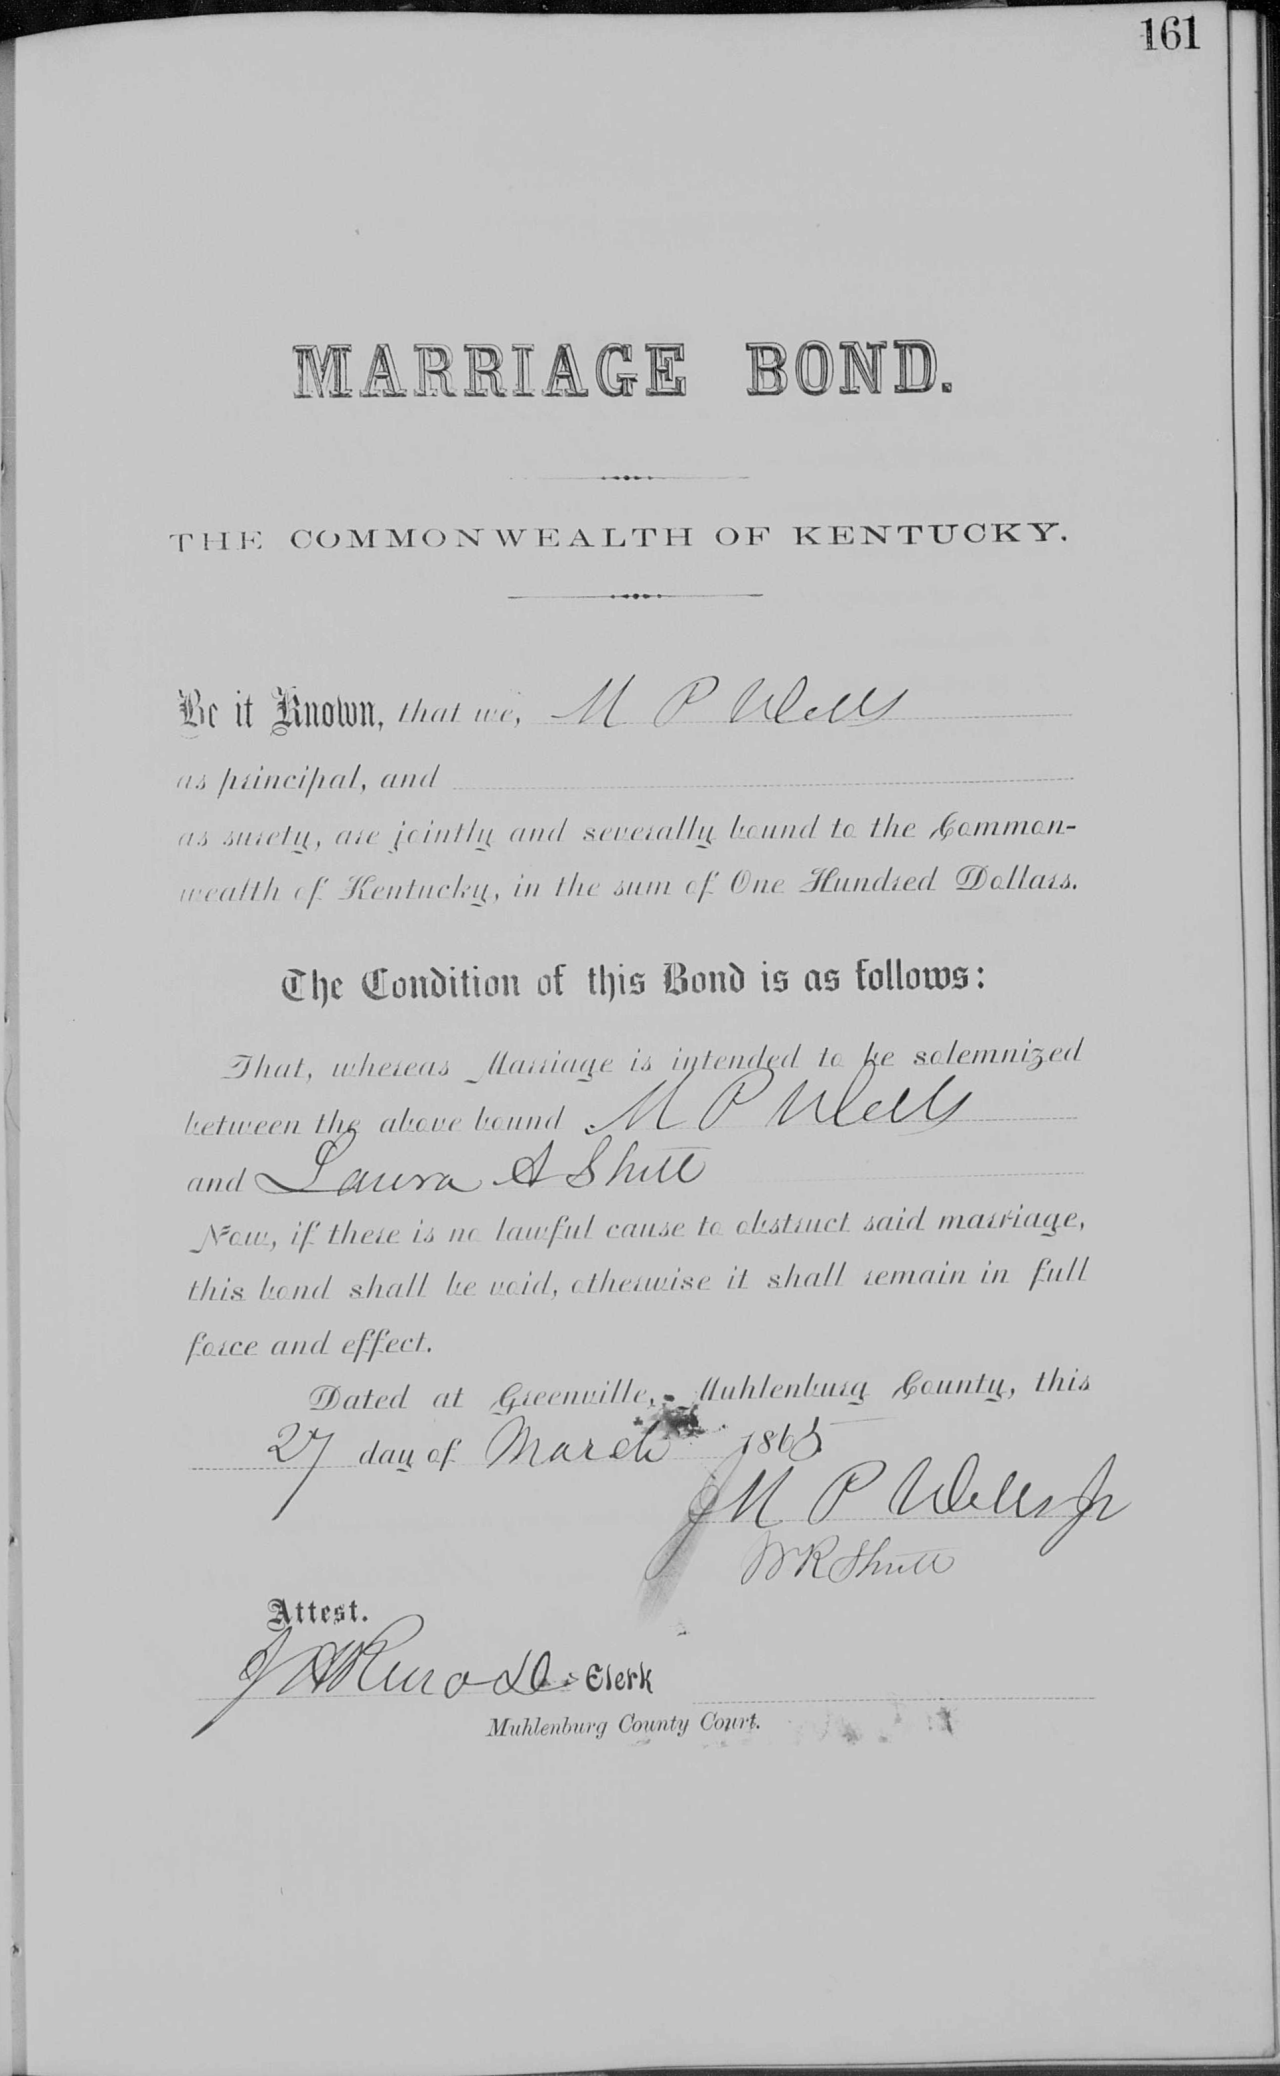 161
MARRIAGE BOND.
THE COMMONWEALTH OF KENTUCKY.
Be it Known, that we, M P Wells
as principal, and
as surety, are jointly and severally bound to the Common-
wealth of Kentucky, in the sum of One Hundred Dollars.
The Condition of this Bond is as follows:
That, whereas Marriage is intended to be solemnized
between the above bound M P Wells
and Laura A Shutt
Now, if there is no lawful cause to obstruct said marriage,
this bond shall be void, otherwise it shall remain in full
force and effect.
Dated at Greenville, Muhlenburg County, this
27 day of March 1865
M P Wells Jr
W R Shutt
Attest.
Clerk
Muhlenburg County Court.